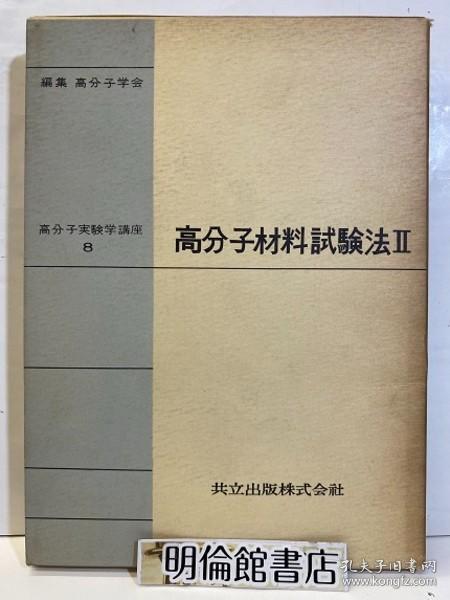 編集 高分子学会
高分子実験学講座
8
高分子材料試験法Ⅱ
共立出版株式会社
明倫館書店
孔夫子旧书网
www.kongfz.com